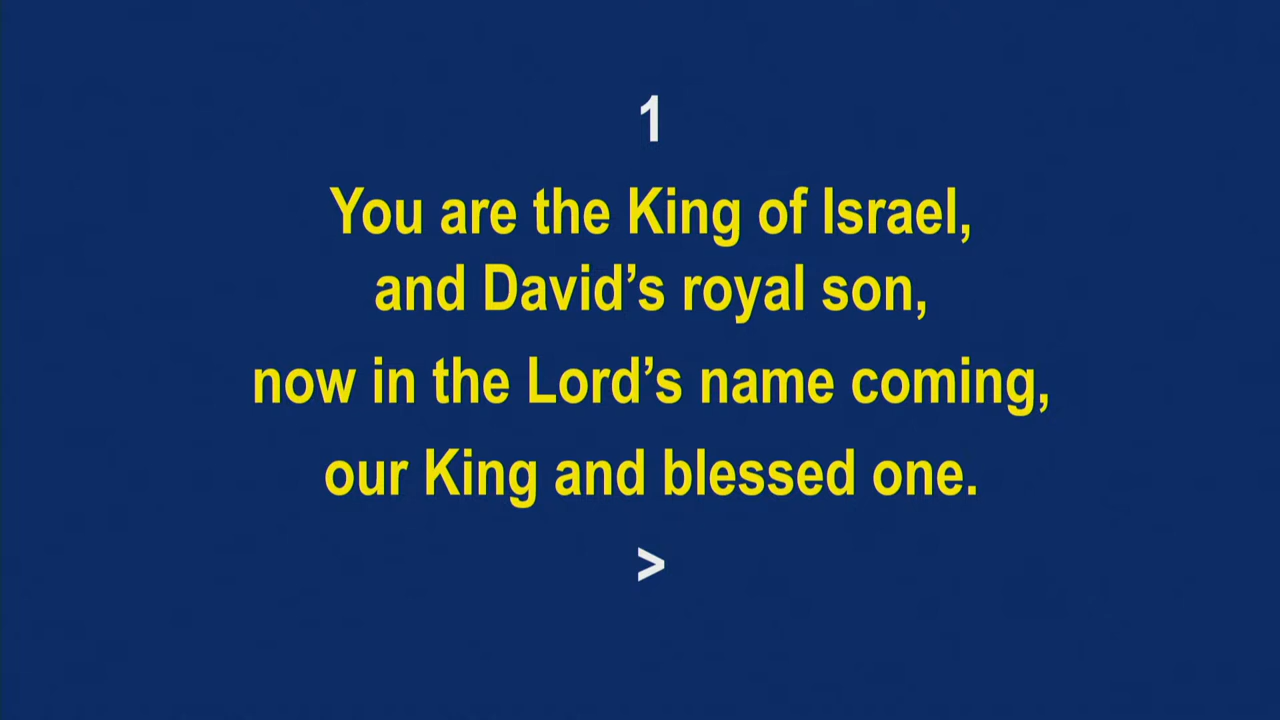 1
You are the King of Israel,
and David’s royal son,
now in the Lord’s name coming,
our King and blessed one.
>